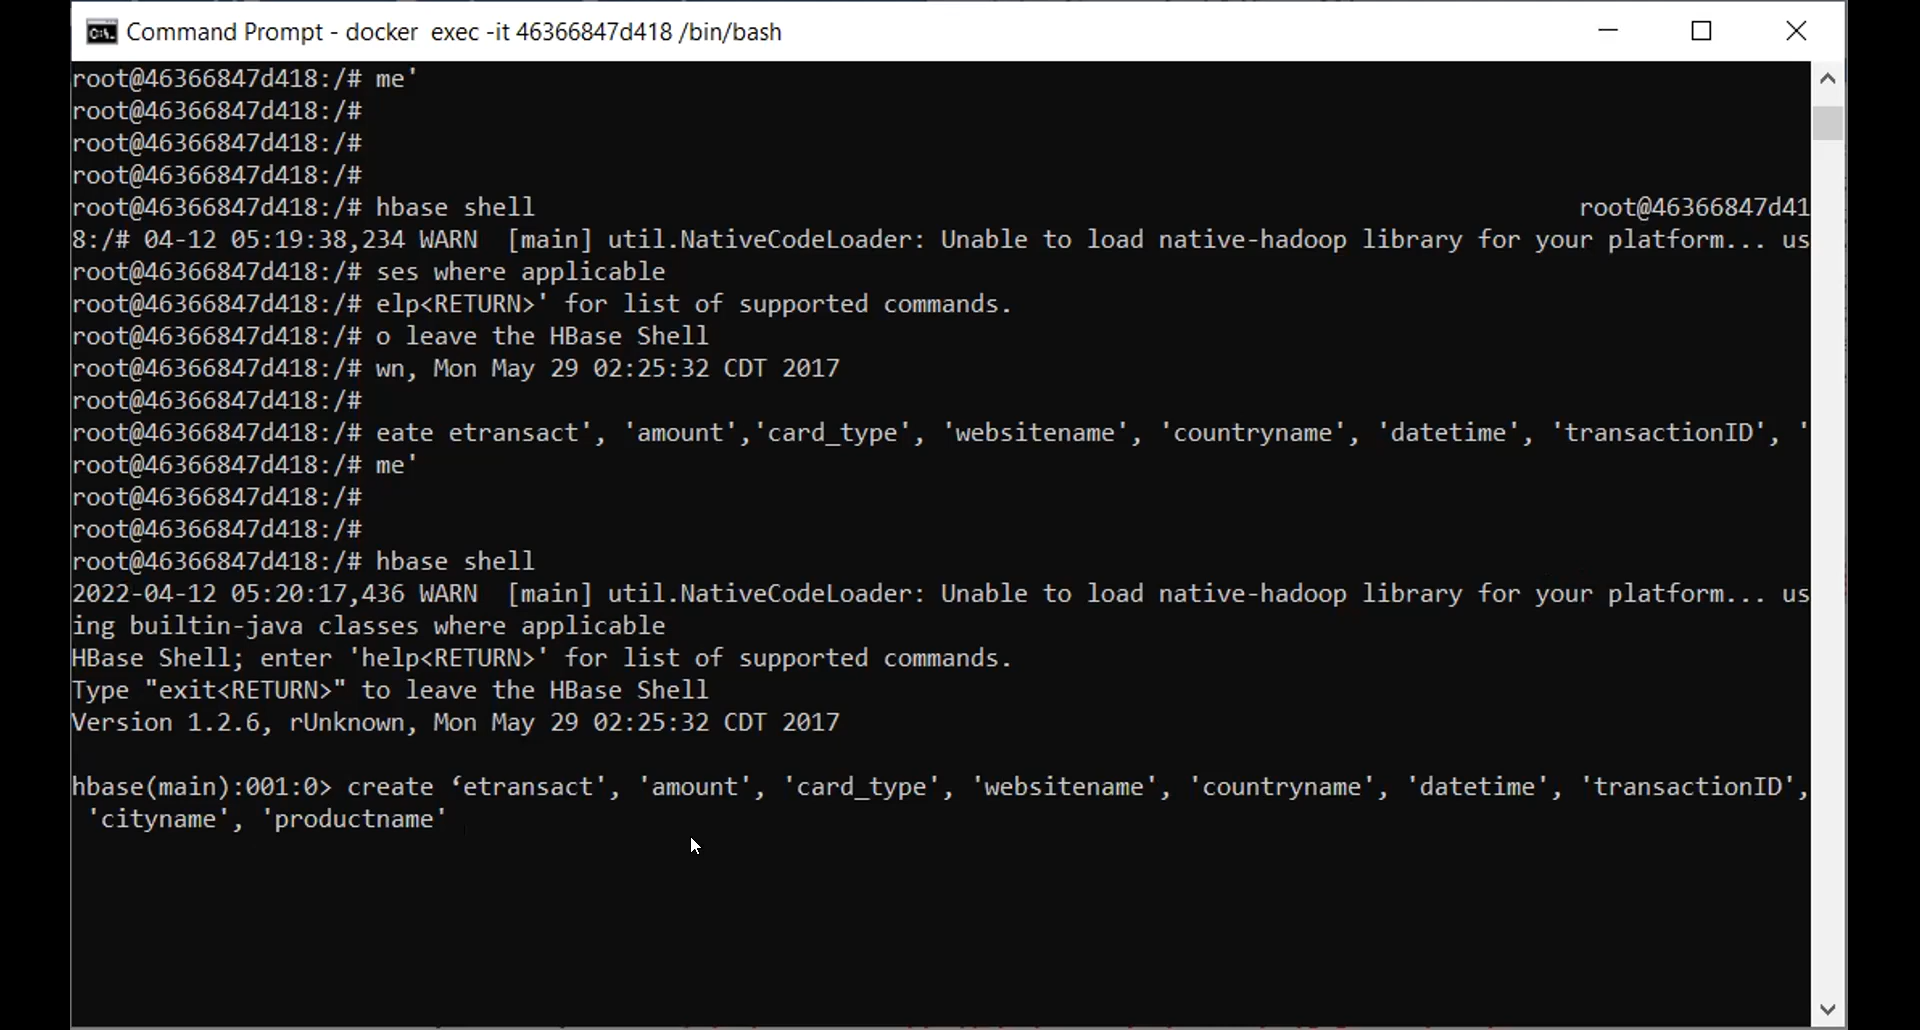 Command Prompt - docker  exec -it 46366847d418 /bin/bash
root@46366847d418:/# me'
root@46366847d418:/#
root@46366847d418:/#
root@46366847d418:/#
root@46366847d418:/# hbase shell                                                                        root@46366847d41
8:/# 04-12 05:19:38,234 WARN  [main] util.NativeCodeLoader: Unable to load native-hadoop library for your platform... us
root@46366847d418:/# ses where applicable
root@46366847d418:/# elp<RETURN>' for list of supported commands.
root@46366847d418:/# o leave the HBase Shell
root@46366847d418:/# wn, Mon May 29 02:25:32 CDT 2017
root@46366847d418:/#
root@46366847d418:/# eate etransact', 'amount','card_type', 'websitename', 'countryname', 'datetime', 'transactionID', '
root@46366847d418:/# me'
root@46366847d418:/#
root@46366847d418:/#
root@46366847d418:/# hbase shell
2022-04-12 05:20:17,436 WARN  [main] util.NativeCodeLoader: Unable to load native-hadoop library for your platform... us
ing builtin-java classes where applicable
HBase Shell; enter 'help<RETURN>' for list of supported commands.
Type "exit<RETURN>" to leave the HBase Shell
Version 1.2.6, rUnknown, Mon May 29 02:25:32 CDT 2017
hbase(main):001:0> create ‘etransact', 'amount', 'card_type', 'websitename', 'countryname', 'datetime', 'transactionID',
 'cityname', 'productname'